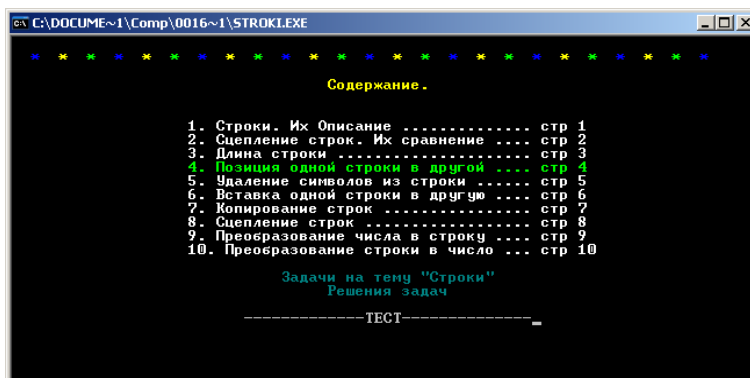 C:\DOCUME~1\Comp\0016~1\STROKI.EXE
* * * * * * * * * * * * * * * * * * * * * * * * *
Содержание.
1. Строки. Их Описание .............. стр 1
2. Сцепление строк. Их сравнение .... стр 2
3. Длина строки ..................... стр 3
4. Позиция одной строки в другой .... стр 4
5. Удаление символов из строки ...... стр 5
6. Вставка одной строки в другую .... стр 6
7. Копирование строк ................ стр 7
8. Сцепление строк .................. стр 8
9. Преобразование числа в строку .... стр 9
10. Преобразование строки в число ... стр 10
Задачи на тему "Строки"
Решения задач
-------------ТЕСТ--------------_